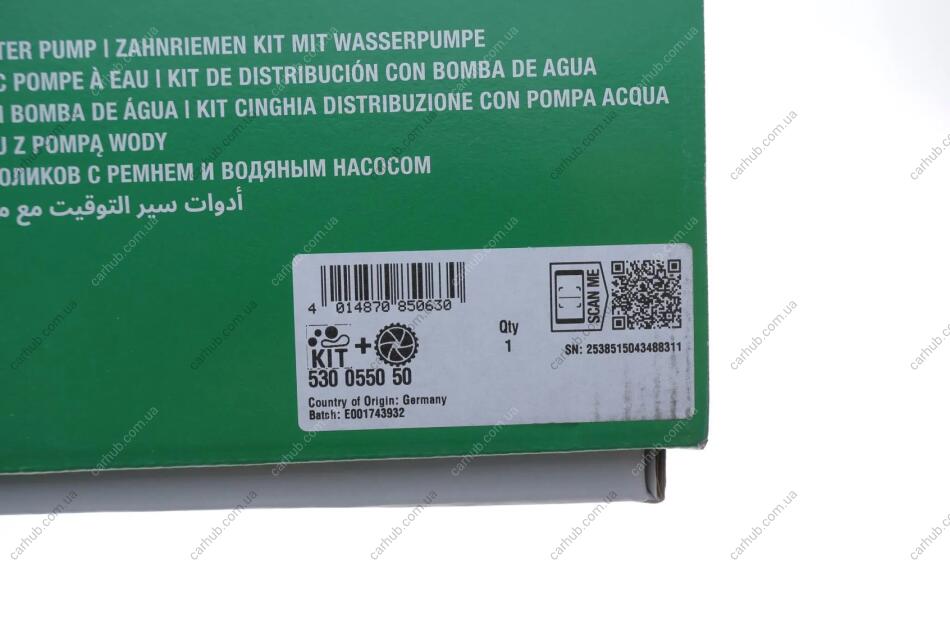 TER PUMP | ZAHNRIEMEN KIT MIT WASSERPUMPE
C POMPE À EAU | KIT DE DISTRIBUCIÓN CON BOMBA DE AGUA
BOMBA DE ÁGUA | KIT CINGHIA DISTRIBUZIONE CON POMPA ACQUA
U Z POMPĄ WODY
ОЛИКОВ С РЕМНЕМ И ВОДЯНЫМ НАСОСОМ
أدوات سير التوقيت مع
4 014870 850630
KIT +
530 0550 50
Qty
1
SCAN ME
SN: 2538515043488311
Country of Origin: Germany
Batch: E001743932
carhub.com.ua